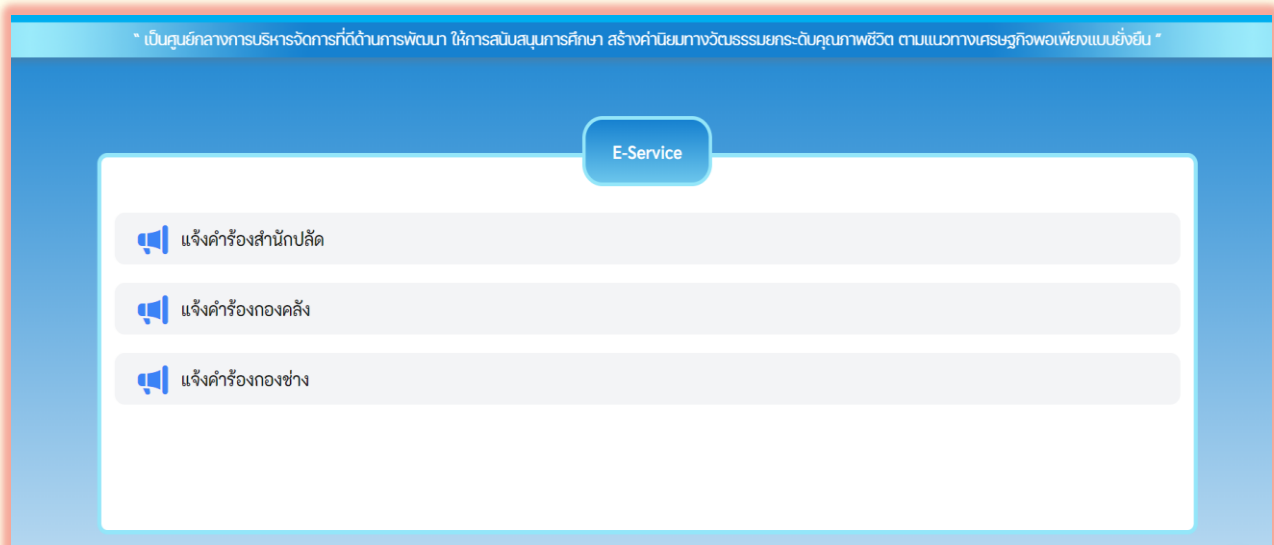 “ เป็นศูนย์กลางการบริหารจัดการที่ดีด้านการพัฒนา ให้การสนับสนุนการศึกษา สร้างค่านิยมทางวัฒธรรมยกระดับคุณภาพชีวิต ตามแนวทางเศรษฐกิจพอเพียงแบบยั่งยืน ”
E-Service
แจ้งคำร้องสำนักปลัด
แจ้งคำร้องกองคลัง
แจ้งคำร้องกองช่าง